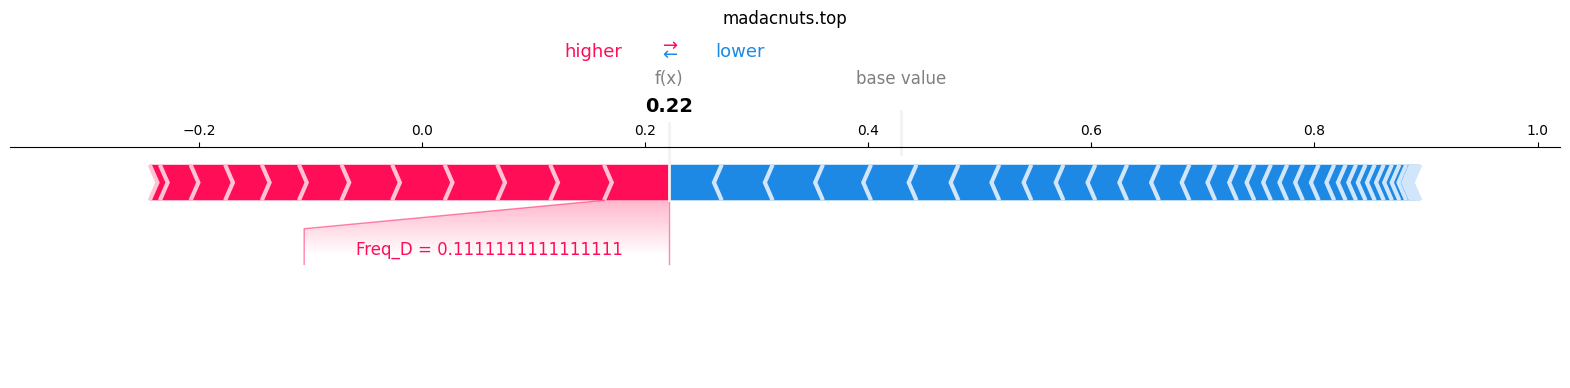 madacnuts.top
higher ⇄ lower
f(x) base value
0.22
−0.2 0.0 0.2 0.4 0.6 0.8 1.0
Freq_D = 0.1111111111111111